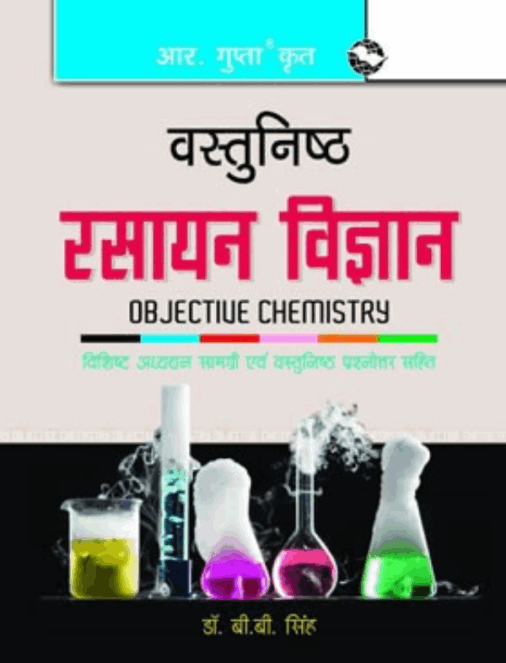 आर. गुप्ता® कृत
वस्तुनिष्ठ
रसायन विज्ञान
OBJECTIVE CHEMISTRY
विशिष्ट अध्ययन सामग्री एवं वस्तुनिष्ठ प्रश्नोत्तर सहित
डॉ. बी.बी. सिंह